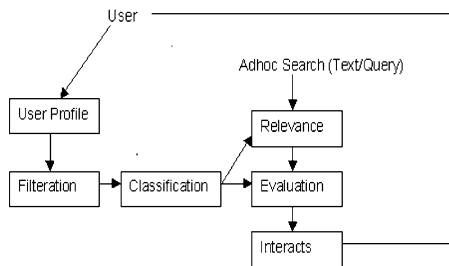 User
Adhoc Search (Text/Query)
User Profile
Relevance
Filteration
Classification
Evaluation
Interacts